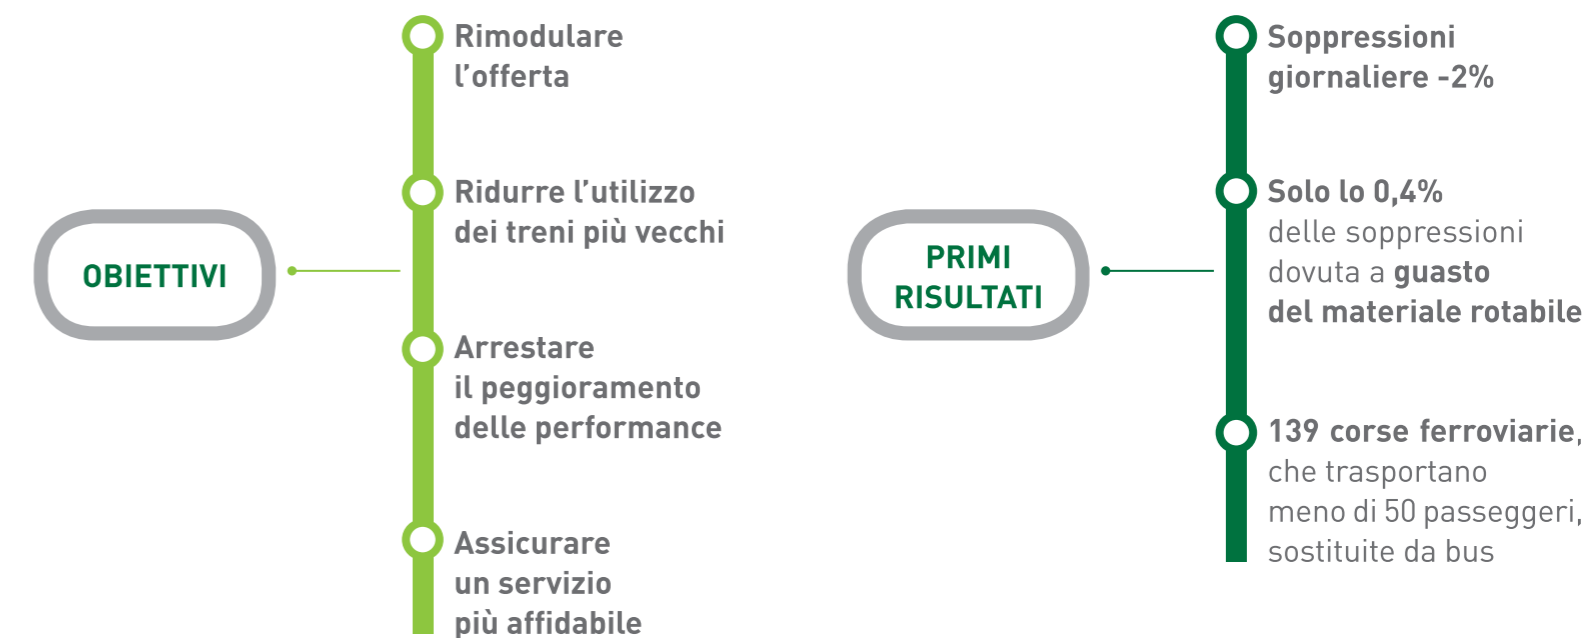 OBIETTIVI
Rimodulare
l’offerta
Ridurre l’utilizzo
dei treni più vecchi
Arrestare
il peggioramento
delle performance
Assicurare
un servizio
più affidabile
PRIMI
RISULTATI
Soppressioni
giornaliere -2%
Solo lo 0,4%
delle soppressioni
dovuta a guasto
del materiale rotabile
139 corse ferroviarie,
che trasportano
meno di 50 passeggeri,
sostituite da bus